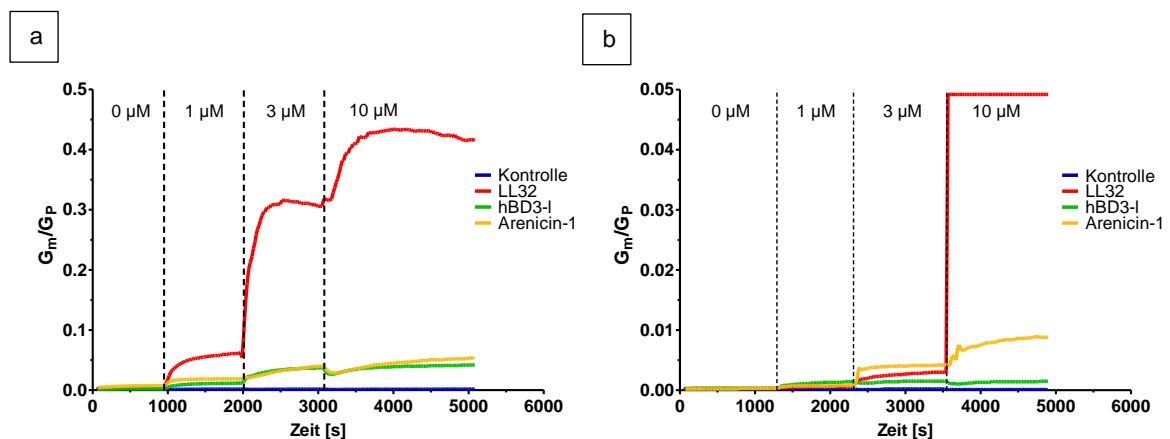 a
0 µM
1 µM
3 µM
10 µM
0.5
0.4
0.3
0.2
0.1
0.0
Gm/GP
0
1000
2000
3000
4000
5000
6000
Zeit [s]
Kontrolle
LL32
hBD3-l
Arenicin-1
b
0 µM
1 µM
3 µM
10 µM
0.05
0.04
0.03
0.02
0.01
0.00
Gm/GP
0
1000
2000
3000
4000
5000
6000
Zeit [s]
Kontrolle
LL32
hBD3-l
Arenicin-1